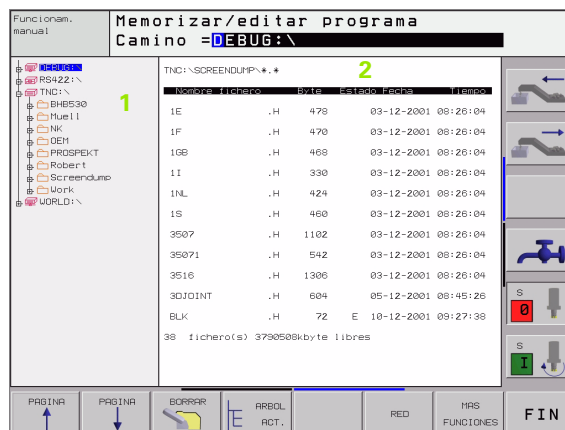 Funcionam.
manual
Memorizar/editar programa
Camino =DEBUG:\
DEBUG:\
RS422:\
TNC:\
BHB530
Muell
NK
OEM
PROSPEKT
Robert
Screendump
Work
WORLD:\
1
TNC:\SCREENDUMP\*.*
2
Nombre fichero Byte Estado Fecha Tiempo
1E .H 478 03-12-2001 08:26:04
1F .H 470 03-12-2001 08:26:04
1GB .H 468 03-12-2001 08:26:04
1I .H 330 03-12-2001 08:26:04
1NL .H 424 03-12-2001 08:26:04
1S .H 460 03-12-2001 08:26:04
3507 .H 1102 03-12-2001 08:26:04
35071 .H 542 03-12-2001 08:26:04
3516 .H 1306 03-12-2001 08:26:04
3DJOINT .H 604 05-12-2001 08:45:26
BLK .H 72 E 10-12-2001 09:27:38
38 fichero(s) 3790508kbyte libres
S
0
S
I
PAGINA
PAGINA
BORRAR
ARBOL
ACT.
RED
MAS
FUNCIONES
FIN